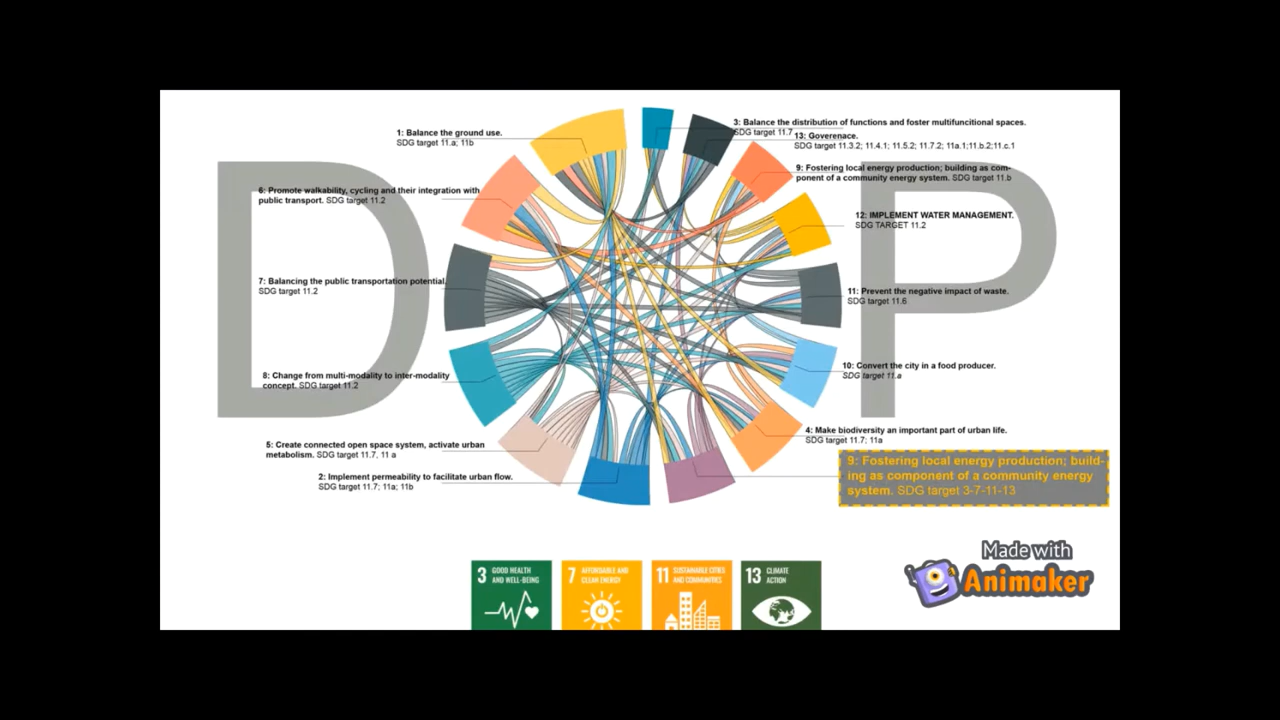 3: Balance the distribution of functions and foster multifuncitional spaces.
SDG target 11.7
1: Balance the ground use.
SDG target 11.a; 11b
13: Goverenace.
SDG target 11.3.2; 11.4.1; 11.5.2; 11.7.2; 11a.1;11.b.2;11.c.1
9: Fostering local energy production; building as com-
ponent of a community energy system. SDG target 11.b
6: Promote walkability, cycling and their integration with
public transport. SDG target 11.2
12: IMPLEMENT WATER MANAGEMENT.
SDG TARGET 11.2
D
P
7: Balancing the public transportation potential.
SDG target 11.2
11: Prevent the negative impact of waste.
SDG target 11.6
10: Convert the city in a food producer.
SDG target 11.a
8: Change from multi-modality to inter-modality
concept. SDG target 11.2
4: Make biodiversity an important part of urban life.
SDG target 11.7; 11a
5: Create connected open space system, activate urban
metabolism. SDG target 11.7, 11 a
9: Fostering local energy production; build-
ing as component of a community energy
system. SDG target 3-7-11-13
2: Implement permeability to facilitate urban flow.
SDG target 11.7; 11a; 11b
3 GOOD HEALTH
AND WELL-BEING
7 AFFORDABLE AND
CLEAN ENERGY
11 SUSTAINABLE CITIES
AND COMMUNITIES
13 CLIMATE
ACTION
Made with
Animaker